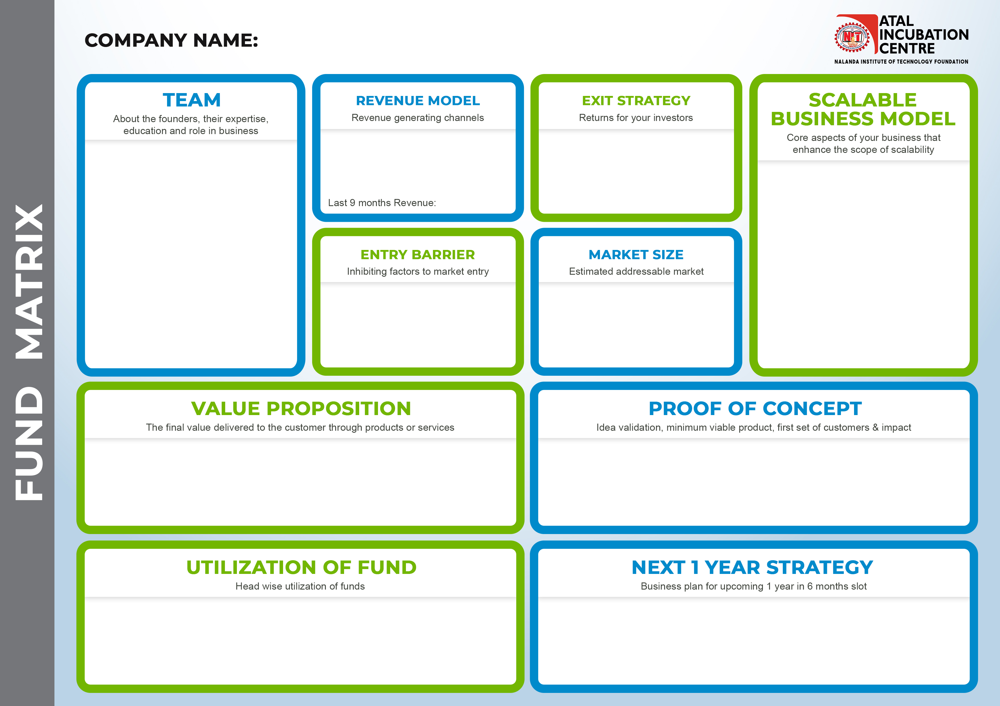 FUND MATRIX
COMPANY NAME:
NIT
BHUBANESWAR
ATAL
INCUBATION
CENTRE
NALANDA INSTITUTE OF TECHNOLOGY FOUNDATION
TEAM
About the founders, their expertise,
education and role in business
REVENUE MODEL
Revenue generating channels
Last 9 months Revenue:
EXIT STRATEGY
Returns for your investors
SCALABLE
BUSINESS MODEL
Core aspects of your business that
enhance the scope of scalability
ENTRY BARRIER
Inhibiting factors to market entry
MARKET SIZE
Estimated addressable market
VALUE PROPOSITION
The final value delivered to the customer through products or services
PROOF OF CONCEPT
Idea validation, minimum viable product, first set of customers & impact
UTILIZATION OF FUND
Head wise utilization of funds
NEXT 1 YEAR STRATEGY
Business plan for upcoming 1 year in 6 months slot